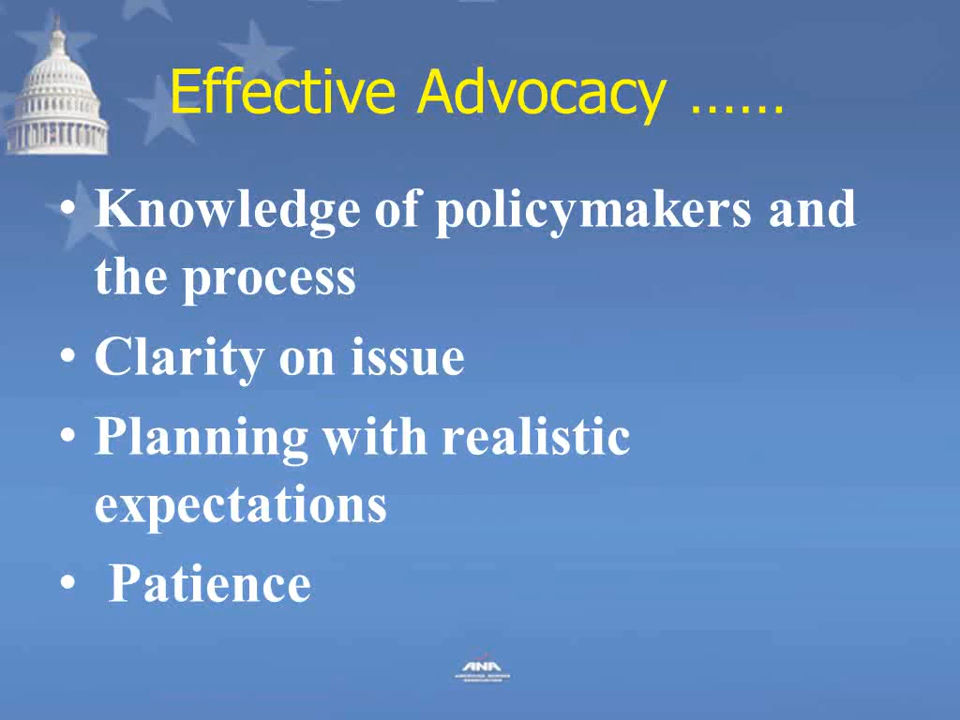 Effective Advocacy ……
• Knowledge of policymakers and
the process
• Clarity on issue
• Planning with realistic
expectations
• Patience
ANA